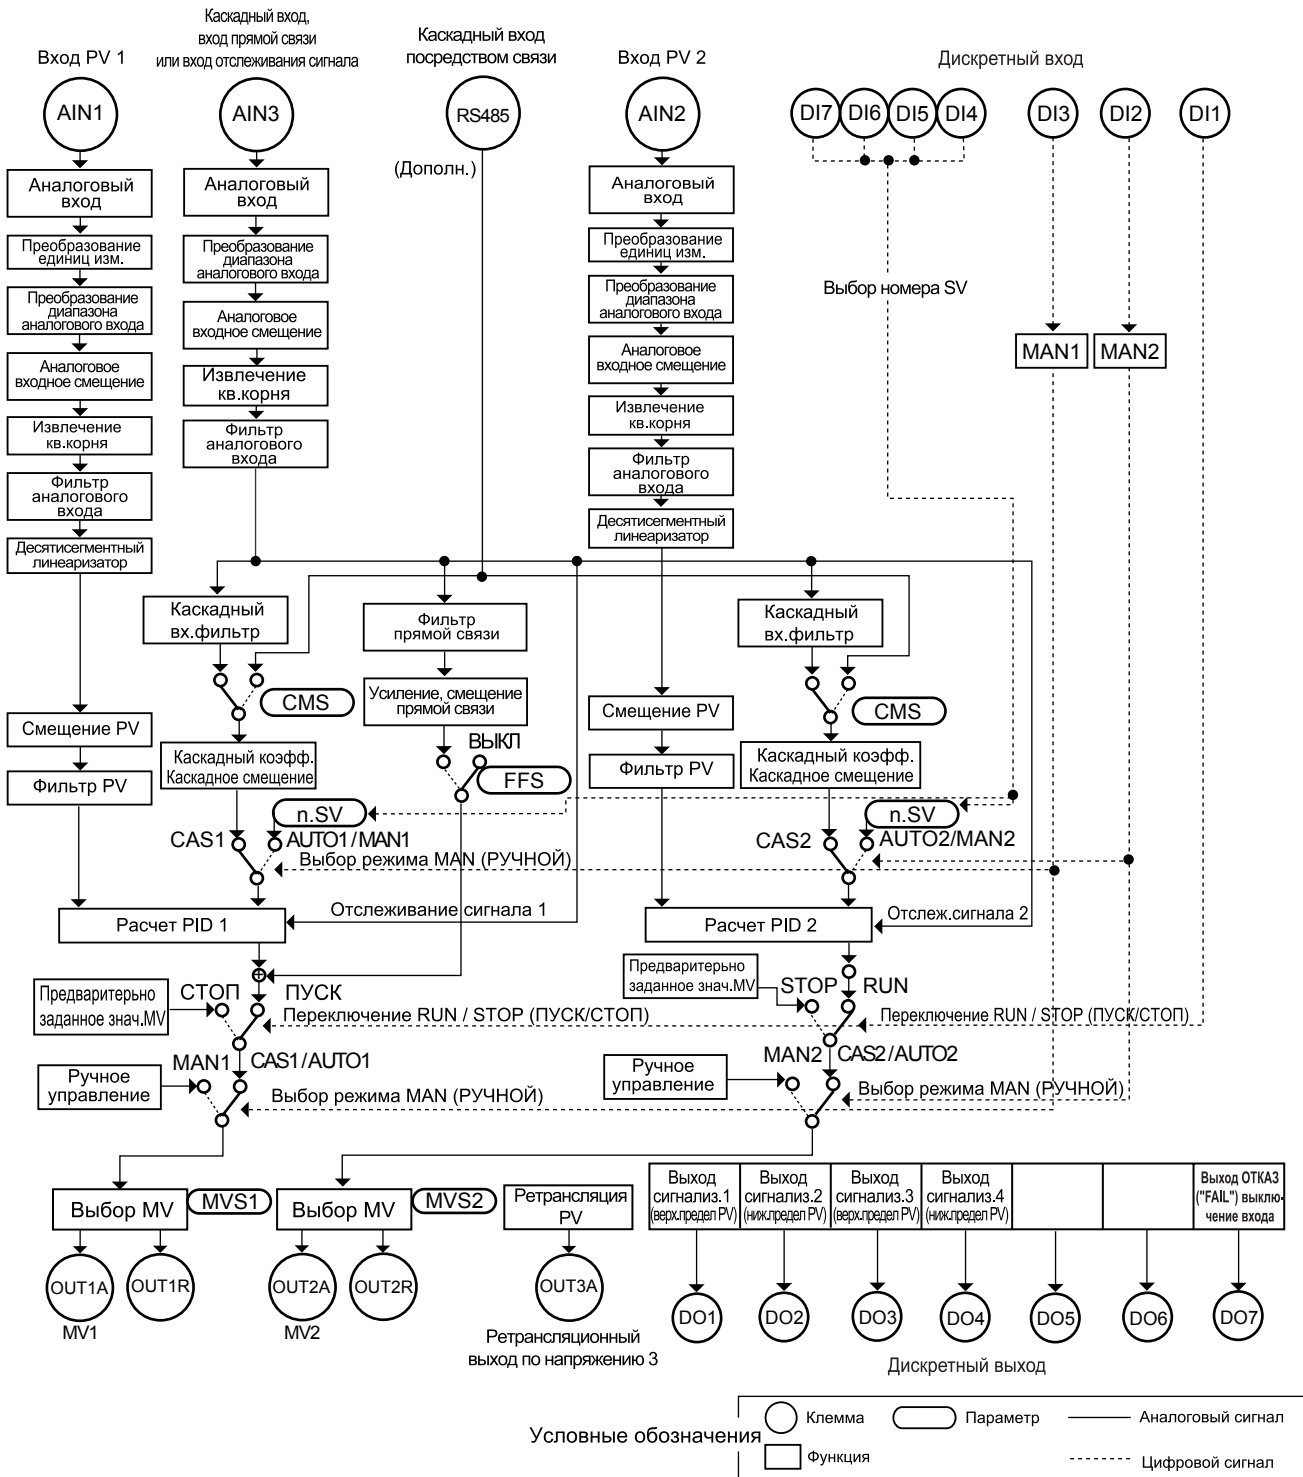 Каскадный вход,
вход прямой связи
или вход отслеживания сигнала
Каскадный вход
посредством связи
Вход PV 1
Вход PV 2
Дискретный вход
AIN1
AIN3
RS485
AIN2
DI7
DI6
DI5
DI4
DI3
DI2
DI1
(Дополн.)
Аналоговый
вход
Преобразование
единиц изм.
Преобразование
диапазона
аналогового входа
Аналоговое
входное смещение
Извлечение
кв.корня
Фильтр
аналогового
входа
Десятисегментный
линеаризатор
Смещение PV
Фильтр PV
Аналоговый
вход
Преобразование
диапазона
аналогового входа
Аналоговое
входное смещение
Извлечение
кв.корня
Фильтр
аналогового
входа
Аналоговый
вход
Преобразование
единиц изм.
Преобразование
диапазона
аналогового входа
Аналоговое
входное смещение
Извлечение
кв.корня
Фильтр
аналогового
входа
Десятисегментный
линеаризатор
Смещение PV
Фильтр PV
Выбор номера SV
MAN1
MAN2
Каскадный
вх.фильтр
CMS
Каскадный коэфф.
Каскадное смещение
Фильтр
прямой связи
Усиление, смещение
прямой связи
ВЫКЛ
FFS
Каскадный
вх.фильтр
CMS
Каскадный коэфф.
Каскадное смещение
n.SV
CAS1
AUTO1/MAN1
Выбор режима MAN (РУЧНОЙ)
n.SV
CAS2
AUTO2/MAN2
Расчет PID 1
Отслеживание сигнала 1
Расчет PID 2
Отслеж.сигнала 2
Предваритерьно
заданное знач.MV
СТОП
ПУСК
Переключение RUN / STOP (ПУСК/СТОП)
Предваритерьно
заданное знач.MV
STOP
RUN
Переключение RUN / STOP (ПУСК/СТОП)
MAN1
CAS1/AUTO1
Ручное
управление
Выбор режима MAN (РУЧНОЙ)
MAN2
CAS2/AUTO2
Ручное
управление
Выбор режима MAN (РУЧНОЙ)
Выбор MV
MVS1
Выбор MV
MVS2
Ретрансляция
PV
Выход
сигнализ.1
(верх.предел PV)
Выход
сигнализ.2
(ниж.предел PV)
Выход
сигнализ.3
(верх.предел PV)
Выход
сигнализ.4
(ниж.предел PV)
Выход ОТКАЗ
("FAIL") выклю-
чение входа
OUT1A
OUT1R
OUT2A
OUT2R
OUT3A
DO1
DO2
DO3
DO4
DO5
DO6
DO7
MV1
MV2
Ретрансляционный
выход по напряжению 3
Дискретный выход
Условные обозначения
Клемма
Параметр
Аналоговый сигнал
Функция
Цифровой сигнал